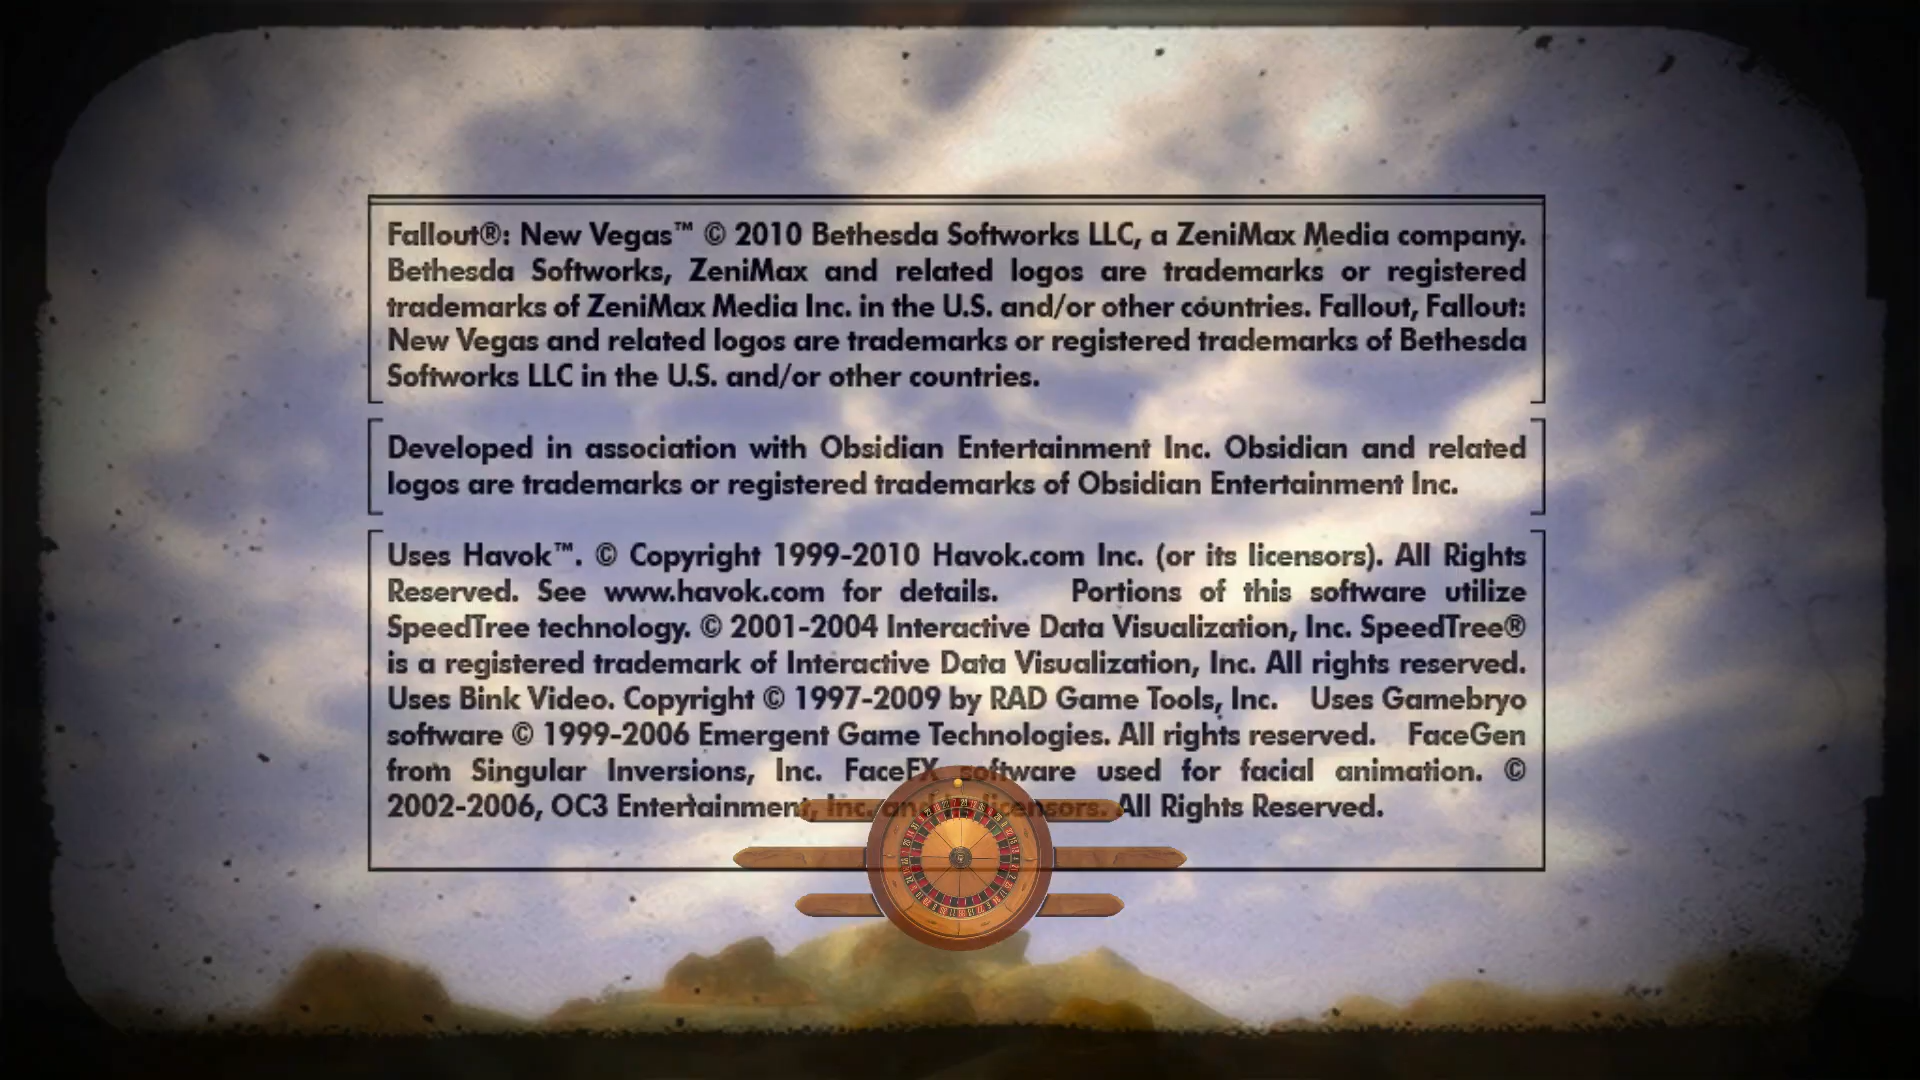 Fallout®: New Vegas™ © 2010 Bethesda Softworks LLC, a ZeniMax Media company.
Bethesda Softworks, ZeniMax and related logos are trademarks or registered
trademarks of ZeniMax Media Inc. in the U.S. and/or other countries. Fallout, Fallout:
New Vegas and related logos are trademarks or registered trademarks of Bethesda
Softworks LLC in the U.S. and/or other countries.
Developed in association with Obsidian Entertainment Inc. Obsidian and related
logos are trademarks or registered trademarks of Obsidian Entertainment Inc.
Uses Havok™. © Copyright 1999-2010 Havok.com Inc. (or its licensors). All Rights
Reserved. See www.havok.com for details. Portions of this software utilize
SpeedTree technology. © 2001-2004 Interactive Data Visualization, Inc. SpeedTree®
is a registered trademark of Interactive Data Visualization, Inc. All rights reserved.
Uses Bink Video. Copyright © 1997-2009 by RAD Game Tools, Inc. Uses Gamebryo
software © 1999-2006 Emergent Game Technologies. All rights reserved. FaceGen
from Singular Inversions, Inc. FaceFX software used for facial animation. ©
2002-2006, OC3 Entertainment, Inc. and licensors. All Rights Reserved.